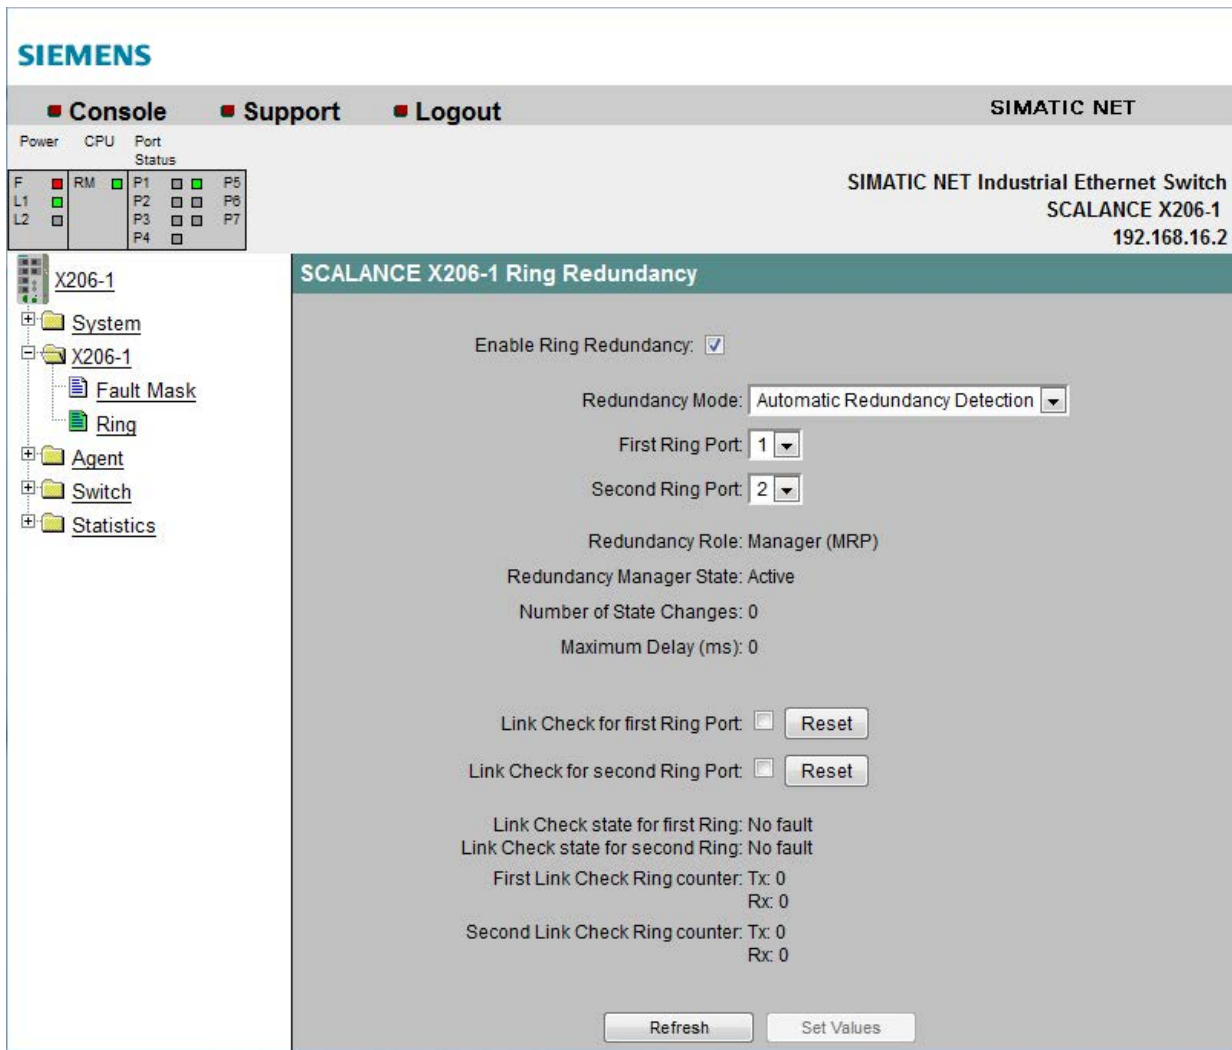 SIEMENS
Console Support Logout SIMATIC NET
Power CPU Port Status
F RM P1 P5
L1 P2 P6
L2 P3 P7
P4
SIMATIC NET Industrial Ethernet Switch
SCALANCE X206-1
192.168.16.2
X206-1
System
X206-1
Fault Mask
Ring
Agent
Switch
Statistics
SCALANCE X206-1 Ring Redundancy
Enable Ring Redundancy:
Redundancy Mode: Automatic Redundancy Detection
First Ring Port: 1
Second Ring Port: 2
Redundancy Role: Manager (MRP)
Redundancy Manager State: Active
Number of State Changes: 0
Maximum Delay (ms): 0
Link Check for first Ring Port: Reset
Link Check for second Ring Port: Reset
Link Check state for first Ring: No fault
Link Check state for second Ring: No fault
First Link Check Ring counter: Tx: 0
Rx: 0
Second Link Check Ring counter: Tx: 0
Rx: 0
Refresh Set Values